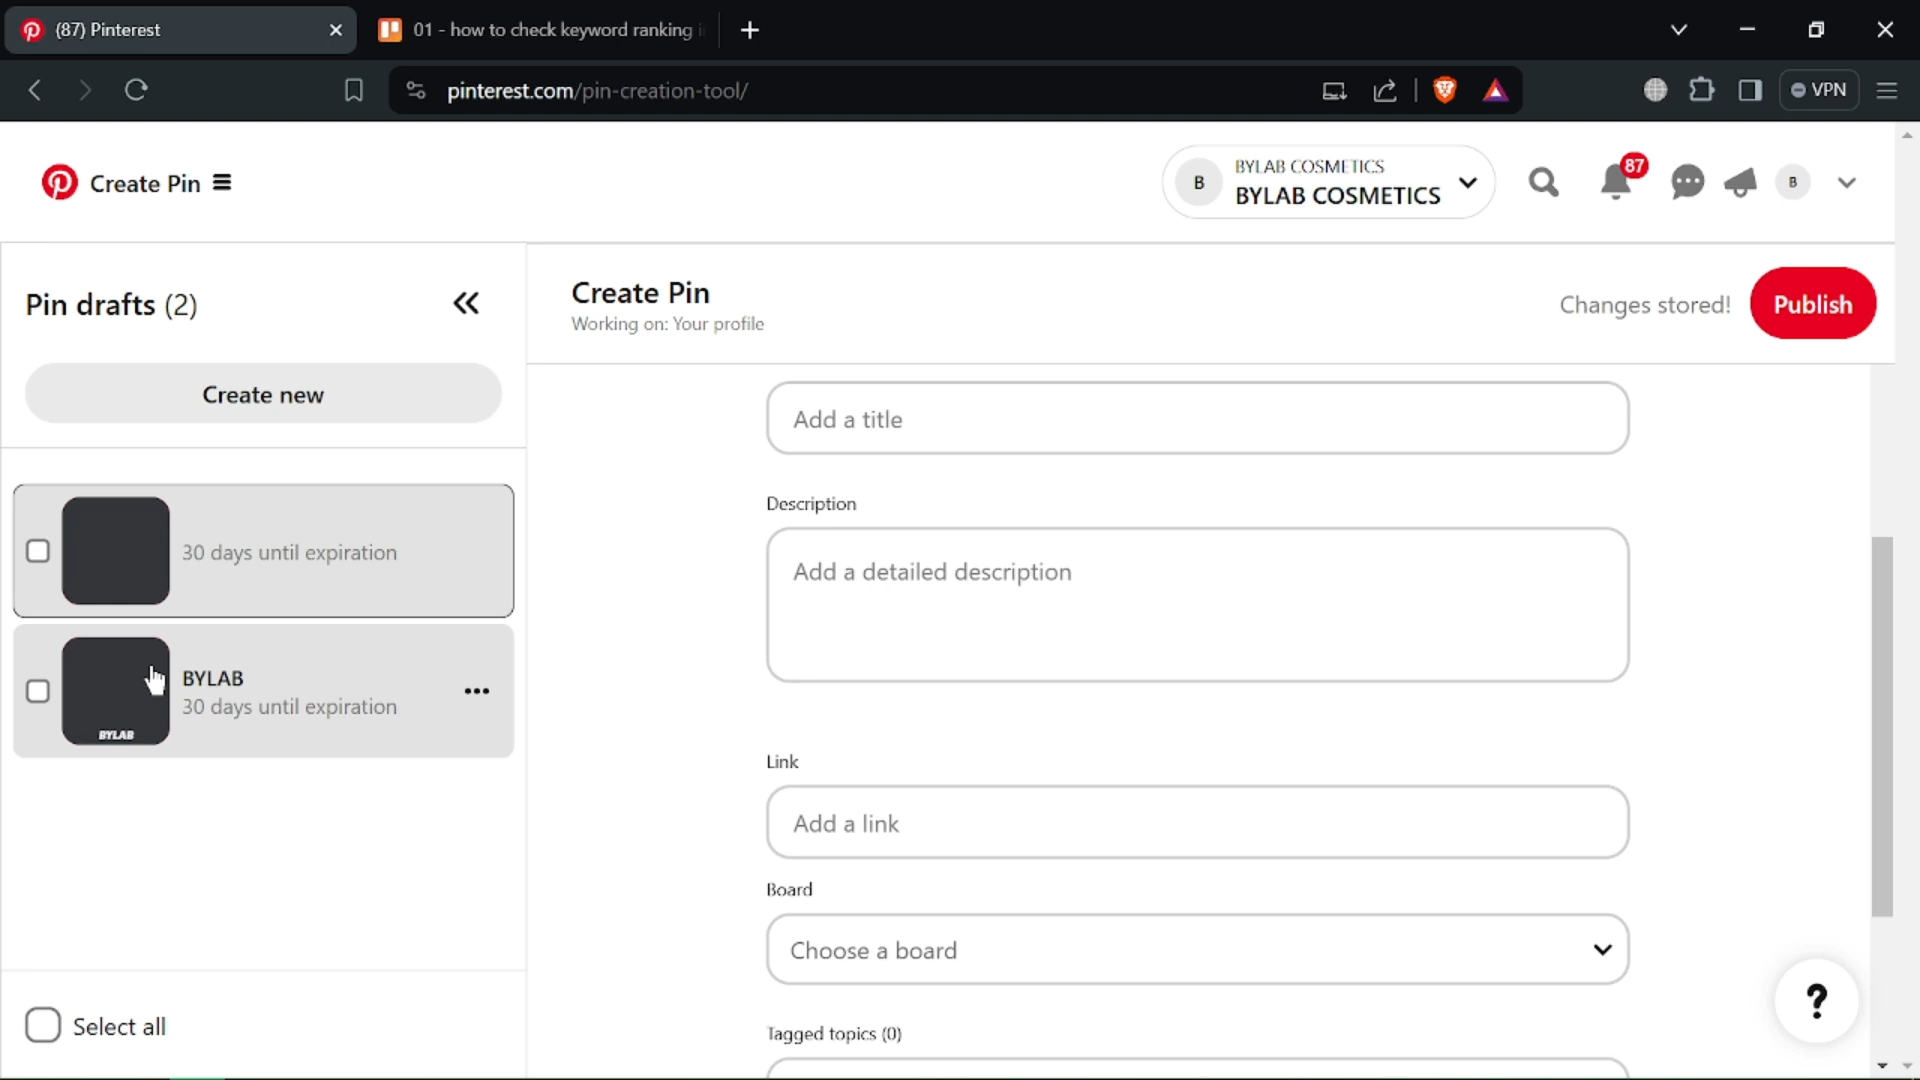 (87) Pinterest
01 - how to check keyword ranking i
pinterest.com/pin-creation-tool/
VPN
Create Pin
B
BYLAB COSMETICS
BYLAB COSMETICS
87
B
Pin drafts (2)
Create new
30 days until expiration
BYLAB
BYLAB
30 days until expiration
Select all
Create Pin
Working on: Your profile
Changes stored!
Publish
Add a title
Description
Add a detailed description
Link
Add a link
Board
Choose a board
Tagged topics (0)
?